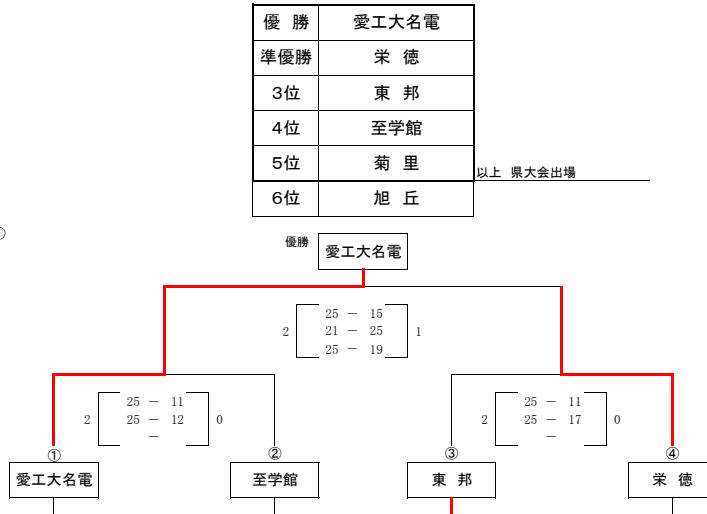 優 勝 愛工大名電
準優勝 栄 徳
3位 東 邦
4位 至学館
5位 菊 里
以上 県大会出場
6位 旭 丘
優勝 愛工大名電
25 － 15
2 21 － 25 1
25 － 19
25 － 11 25 － 11
2 25 － 12 0 2 25 － 17 0
－ －
① ② ③ ④
愛工大名電 至学館 東 邦 栄 徳